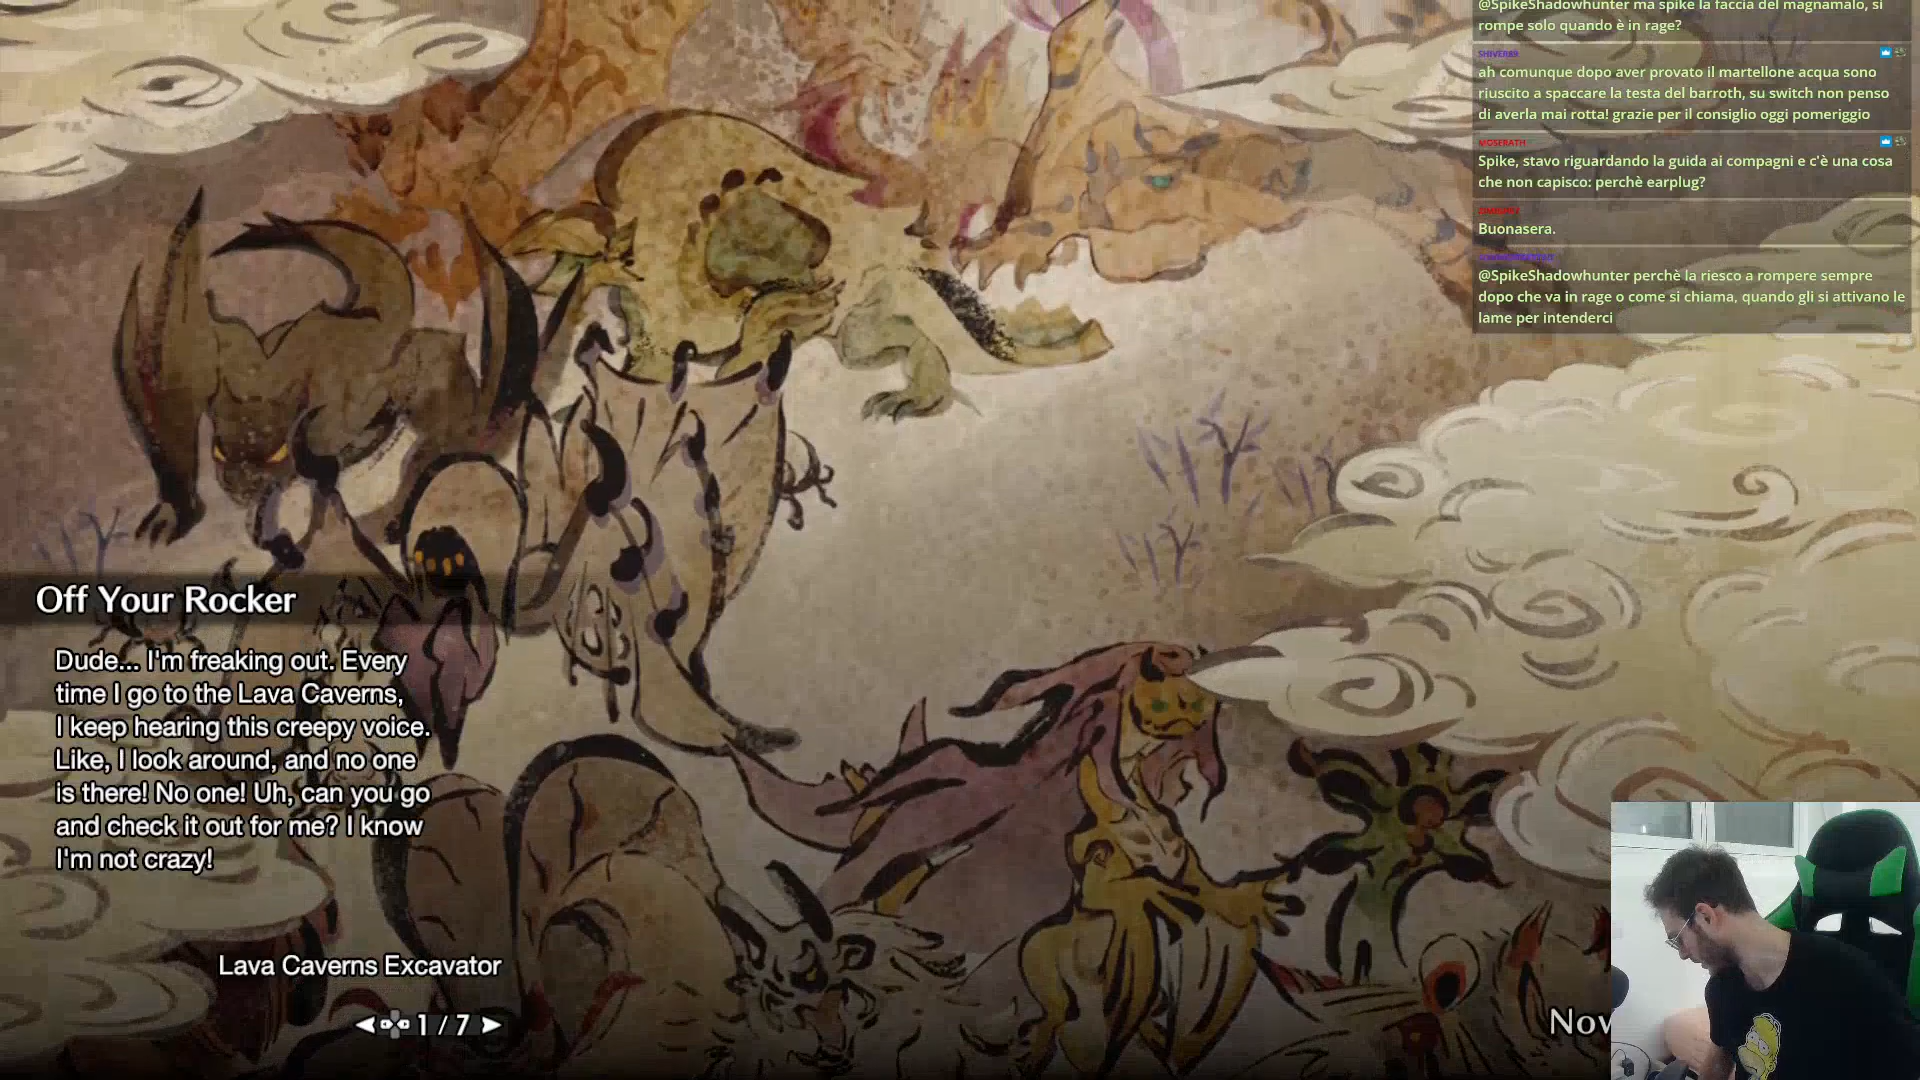 @SpikeShadowhunter ma spike la faccia del magnamalo, si
rompe solo quando è in rage?
SHIVER89
ah comunque dopo aver provato il martellone acqua sono
riuscito a spaccare la testa del barroth, su switch non penso
di averla mai rotta! grazie per il consiglio oggi pomeriggio
Spike, stavo riguardando la guida ai compagni e c'è una cosa
che non capisco: perchè earplug?
Buonasera.
@SpikeShadowhunter perchè la riesco a rompere sempre
dopo che va in rage o come si chiama, quando gli si attivano le
lame per intenderci
Off Your Rocker
Dude... I'm freaking out. Every
time I go to the Lava Caverns,
I keep hearing this creepy voice.
Like, I look around, and no one
is there! No one! Uh, can you go
and check it out for me? I know
I'm not crazy!
Lava Caverns Excavator
1 / 7
Nov